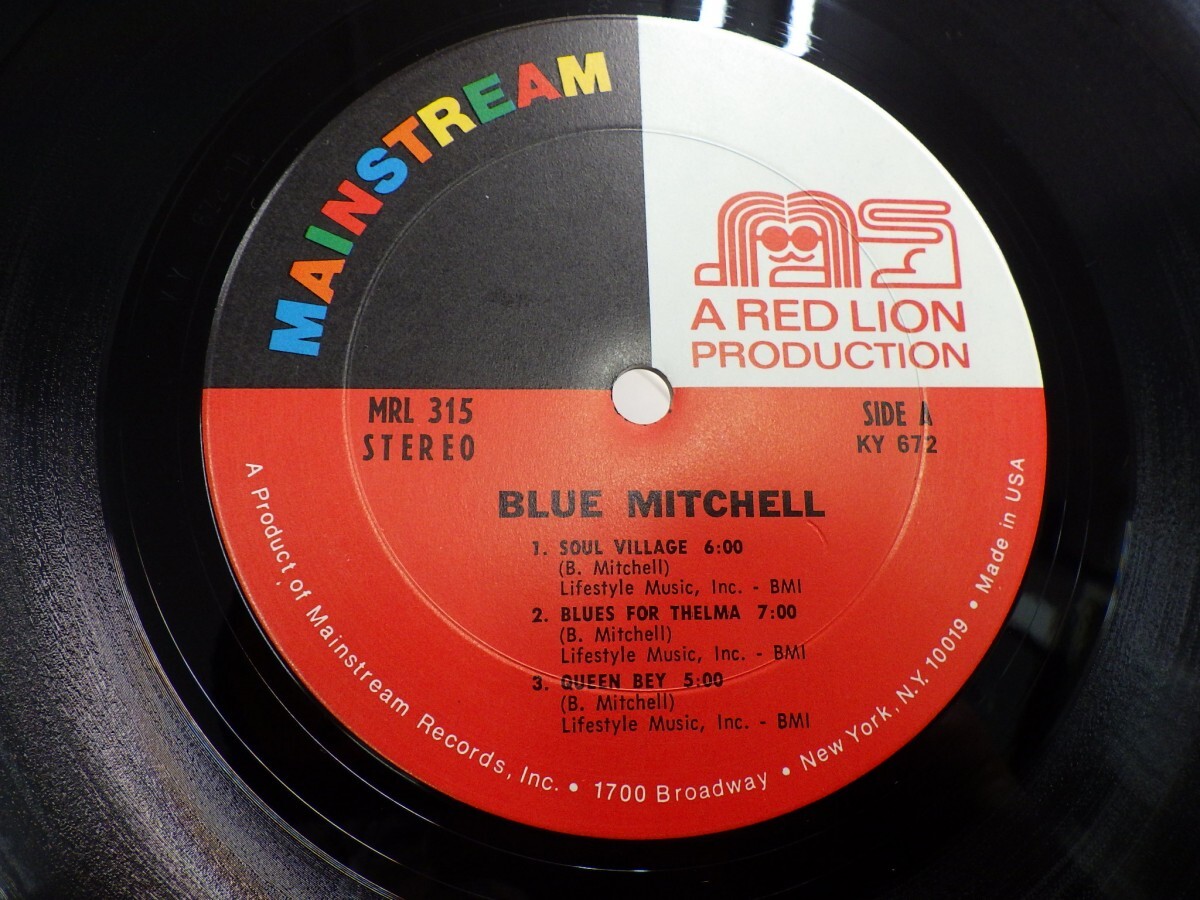 MAINSTREAM
A RED LION
PRODUCTION
MRL 315
STEREO
SIDE A
KY 672
BLUE MITCHELL
1. SOUL VILLAGE 6:00
(B. Mitchell)
Lifestyle Music, Inc. - BMI
2. BLUES FOR THELMA 7:00
(B. Mitchell)
Lifestyle Music, Inc. - BMI
3. QUEEN BEY 5:00
(B. Mitchell)
Lifestyle Music, Inc. - BMI
A Product of Mainstream Records, Inc. • 1700 Broadway • New York, N.Y. 10019 • Made in USA